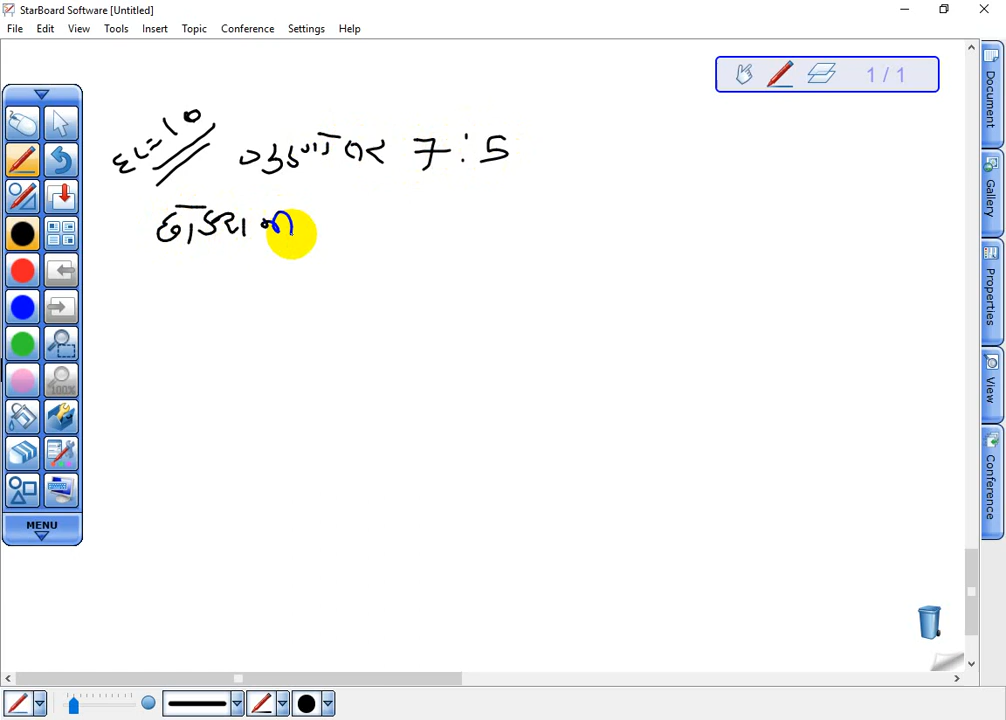 StarBoard Software [Untitled]
File Edit View Tools Insert Topic Conference Settings Help
1 / 1
7 : 5
100%
MENU
Document
Gallery
Properties
View
Conference